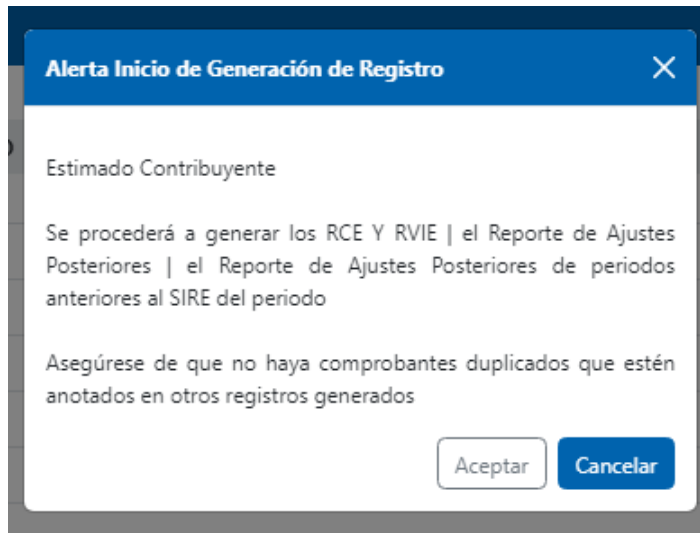 Alerta Inicio de Generación de Registro
Estimado Contribuyente
Se procederá a generar los RCE Y RVIE | el Reporte de Ajustes
Posteriores | el Reporte de Ajustes Posteriores de periodos
anteriores al SIRE del periodo
Asegúrese de que no haya comprobantes duplicados que estén
anotados en otros registros generados
Aceptar Cancelar